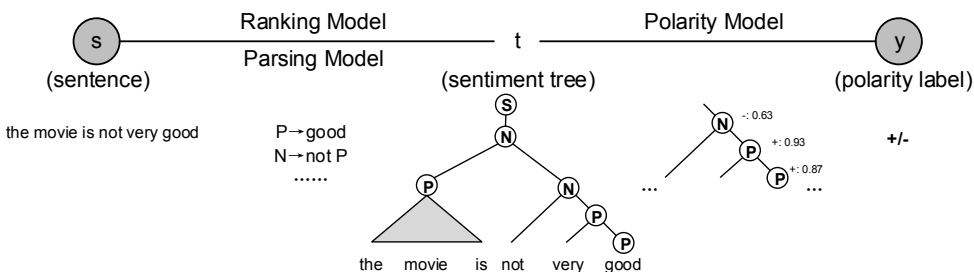 Ranking Model
Polarity Model
s
t
y
Parsing Model
(sentence)
(sentiment tree)
(polarity label)
the movie is not very good
P→good
N→not P
......
S
N
P
N
P
P
the movie is not very good
N -: 0.63
P +: 0.93
P +: 0.87
... ...
+/-